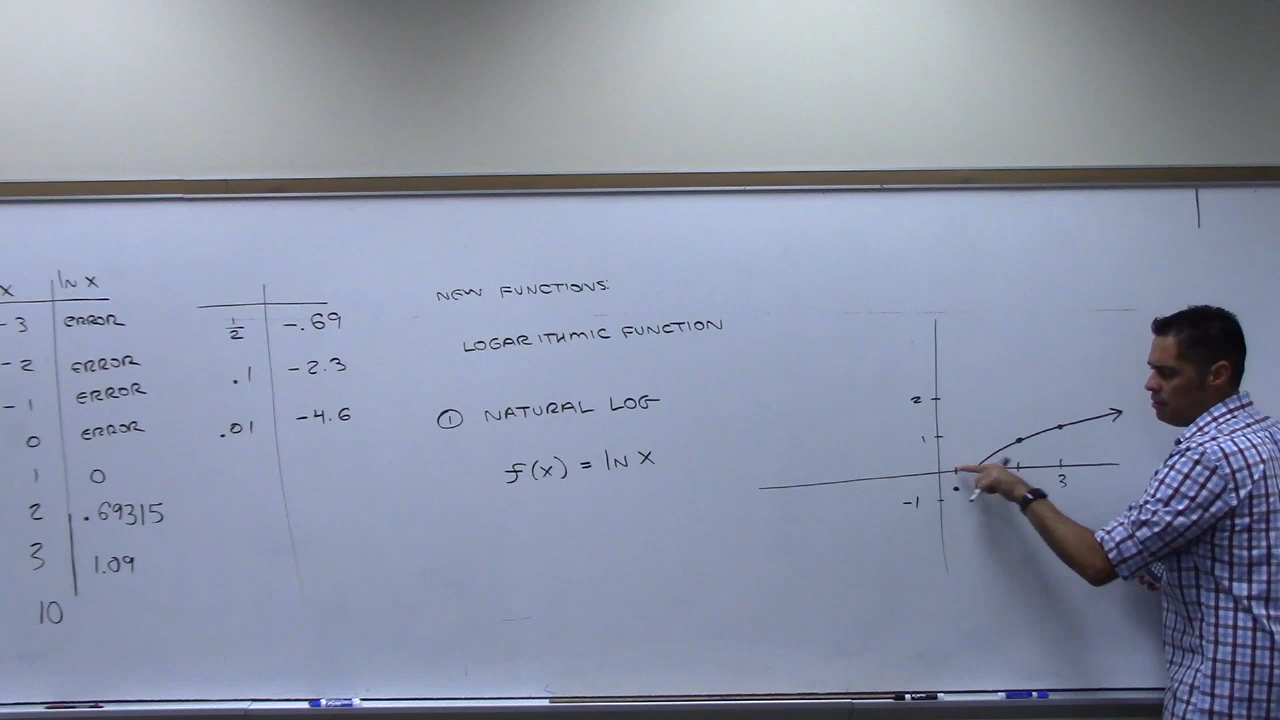 x ln x
-3 ERROR
-2 ERROR
-1 ERROR
0 ERROR
1 0
2 .69315
3 1.09
10
1/2 -.69
.1 -2.3
.01 -4.6
NEW FUNCTIONS:
LOGARITHMIC FUNCTION
① NATURAL LOG
f(x) = ln x
2
1
-1
3